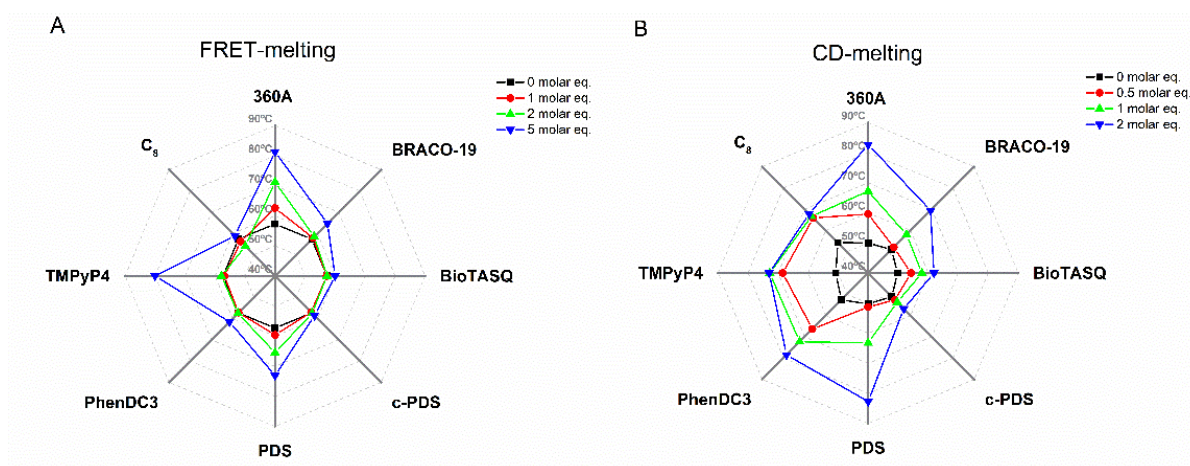 A
FRET-melting
0 molar eq.
1 molar eq.
2 molar eq.
5 molar eq.
360A
90°C
80°C
70°C
60°C
50°C
40°C
BRACO-19
BioTASQ
c-PDS
PDS
PhenDC3
TMPyP4
C₈
B
CD-melting
0 molar eq.
0.5 molar eq.
1 molar eq.
2 molar eq.
360A
90°C
80°C
70°C
60°C
50°C
40°C
BRACO-19
BioTASQ
c-PDS
PDS
PhenDC3
TMPyP4
C₈